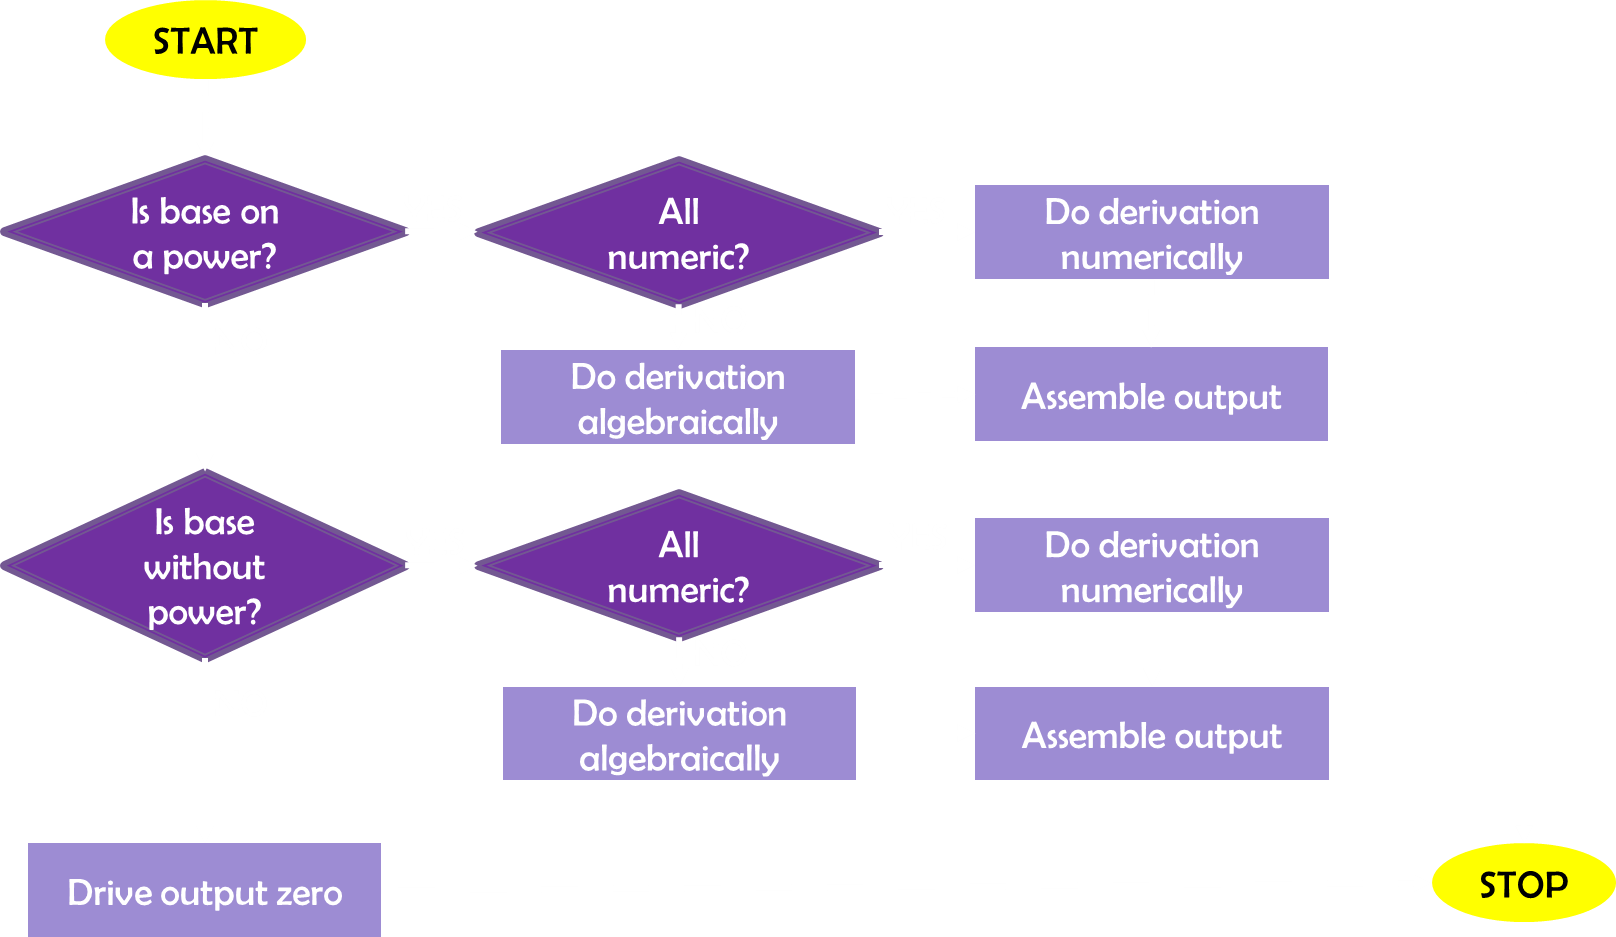 START
Is base on
a power?
All
numeric?
Do derivation
numerically
Do derivation
algebraically
Assemble output
Is base
without
power?
All
numeric?
Do derivation
numerically
Do derivation
algebraically
Assemble output
Drive output zero
STOP